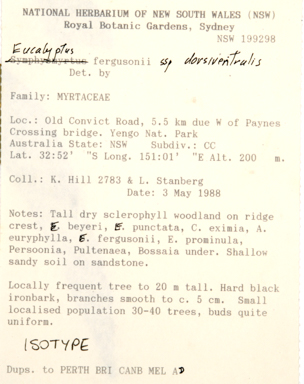 NATIONAL HERBARIUM OF NEW SOUTH WALES (NSW)
Royal Botanic Gardens, Sydney
NSW 199298
Eucalyptus
Symphyomyrtus fergusonii ssp dorsiventralis
Det. by
Family: MYRTACEAE
Loc.: Old Convict Road, 5.5 km due W of Paynes
Crossing bridge. Yengo Nat. Park
Australia State: NSW Subdiv.: CC
Lat. 32:52' "S Long. 151:01' "E Alt. 200 m.
Coll.: K. Hill 2783 & L. Stanberg
Date: 3 May 1988
Notes: Tall dry sclerophyll woodland on ridge
crest, E. beyeri, E. punctata, C. eximia, A.
euryphylla, E. fergusonii, E. prominula,
Persoonia, Pultenaea, Bossaia under. Shallow
sandy soil on sandstone.
Locally frequent tree to 20 m tall. Hard black
ironbark, branches smooth to c. 5 cm. Small
localised population 30-40 trees, buds quite
uniform.
ISOTYPE
Dups. to PERTH BRI CANB MEL AD